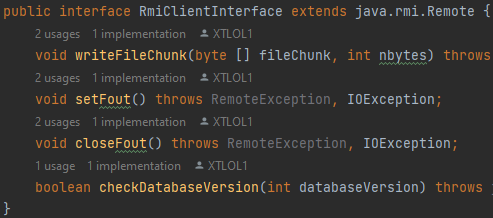 public interface RmiClientInterface extends java.rmi.Remote {
2 usages 1 implementation XTLOL1
void writeFileChunk(byte [] fileChunk, int nbytes) throws
2 usages 1 implementation XTLOL1
void setFout() throws RemoteException, IOException;
2 usages 1 implementation XTLOL1
void closeFout() throws RemoteException, IOException;
1 usage 1 implementation XTLOL1
boolean checkDatabaseVersion(int databaseVersion) throws
}